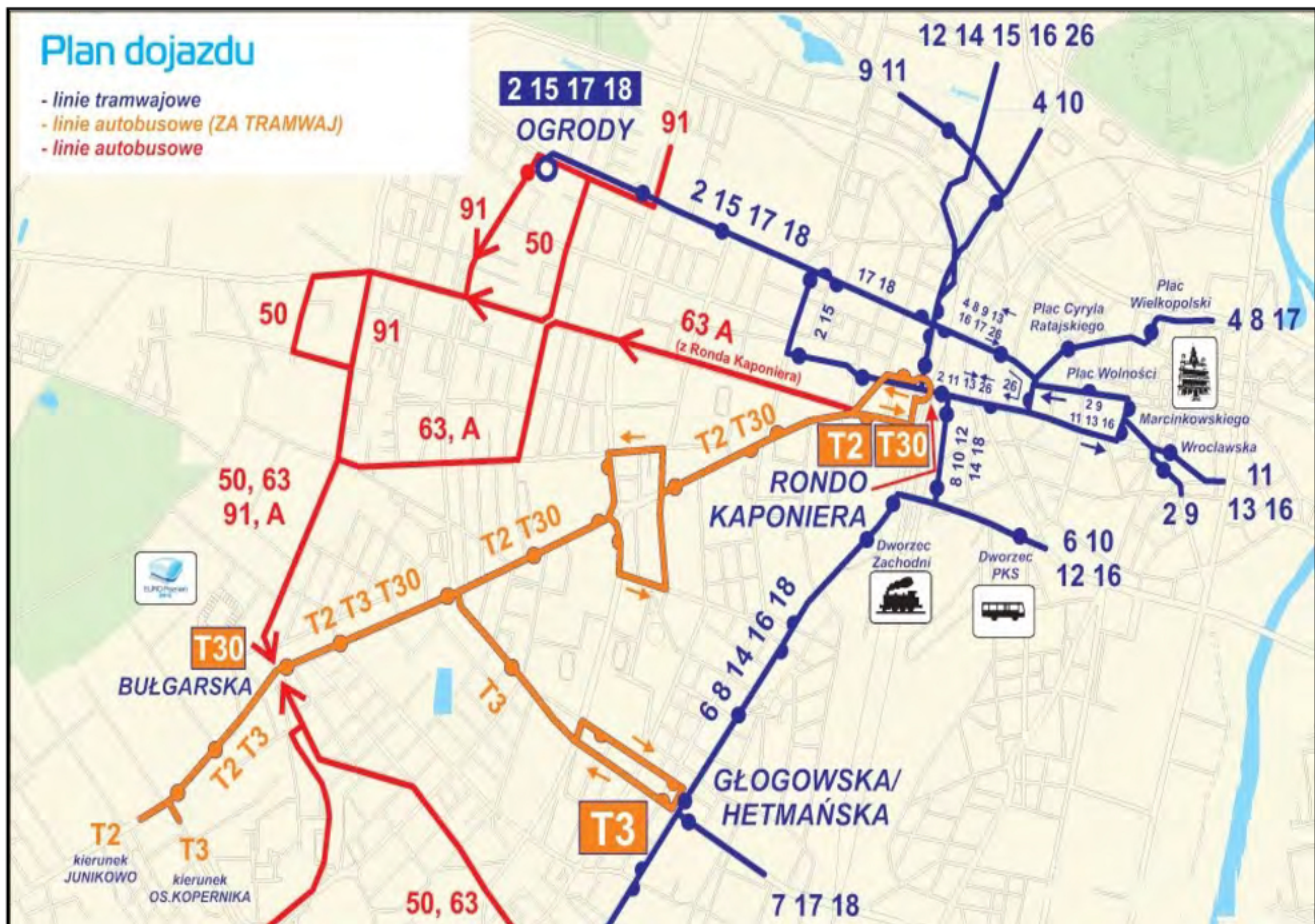 Plan dojazdu
- linie tramwajowe
- linie autobusowe (ZA TRAMWAJ)
- linie autobusowe
12 14 15 16 26
9 11
4 10
2 15 17 18
OGRODY
91
91
50
2 15 17 18
17 18
2 15
50
91
63 A
(z Ronda Kaponiera)
4 8 9 13
16 17 26
Plac Cyryla
Ratajskiego
Plac
Wielkopolski
4 8 17
Plac Wolności
2 11 13 26
26
2 9
11 13 16
Marcinkowskiego
Wrocławska
11
13 16
2 9
63, A
T2 T30
T2
T30
RONDO
KAPONIERA
8 10 12
14 18
50, 63
91, A
T2 T30
Dworzec
Zachodni
Dworzec
PKS
6 10
12 16
T2 T3 T30
6 8 14 16 18
T30
BUŁGARSKA
T3
T2 T3
GŁOGOWSKA/
HETMAŃSKA
T3
T2
kierunek
JUNIKOWO
T3
kierunek
OS.KOPERNIKA
50, 63
7 17 18